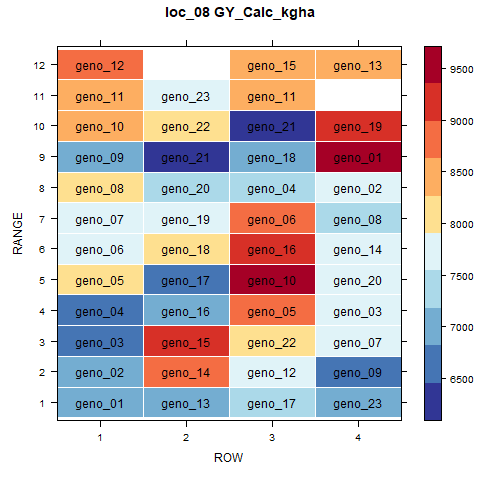 loc_08 GY_Calc_kgha
12 geno_12 geno_15 geno_13 9500
11 geno_11 geno_23 geno_11
10 geno_10 geno_22 geno_21 geno_19 9000
9 geno_09 geno_21 geno_18 geno_01 8500
8 geno_08 geno_20 geno_04 geno_02
7 geno_07 geno_19 geno_06 geno_08 8000
6 geno_06 geno_18 geno_16 geno_14
5 geno_05 geno_17 geno_10 geno_20 7500
4 geno_04 geno_16 geno_05 geno_03
3 geno_03 geno_15 geno_22 geno_07 7000
2 geno_02 geno_14 geno_12 geno_09 6500
1 geno_01 geno_13 geno_17 geno_23
RANGE
1 2 3 4
ROW